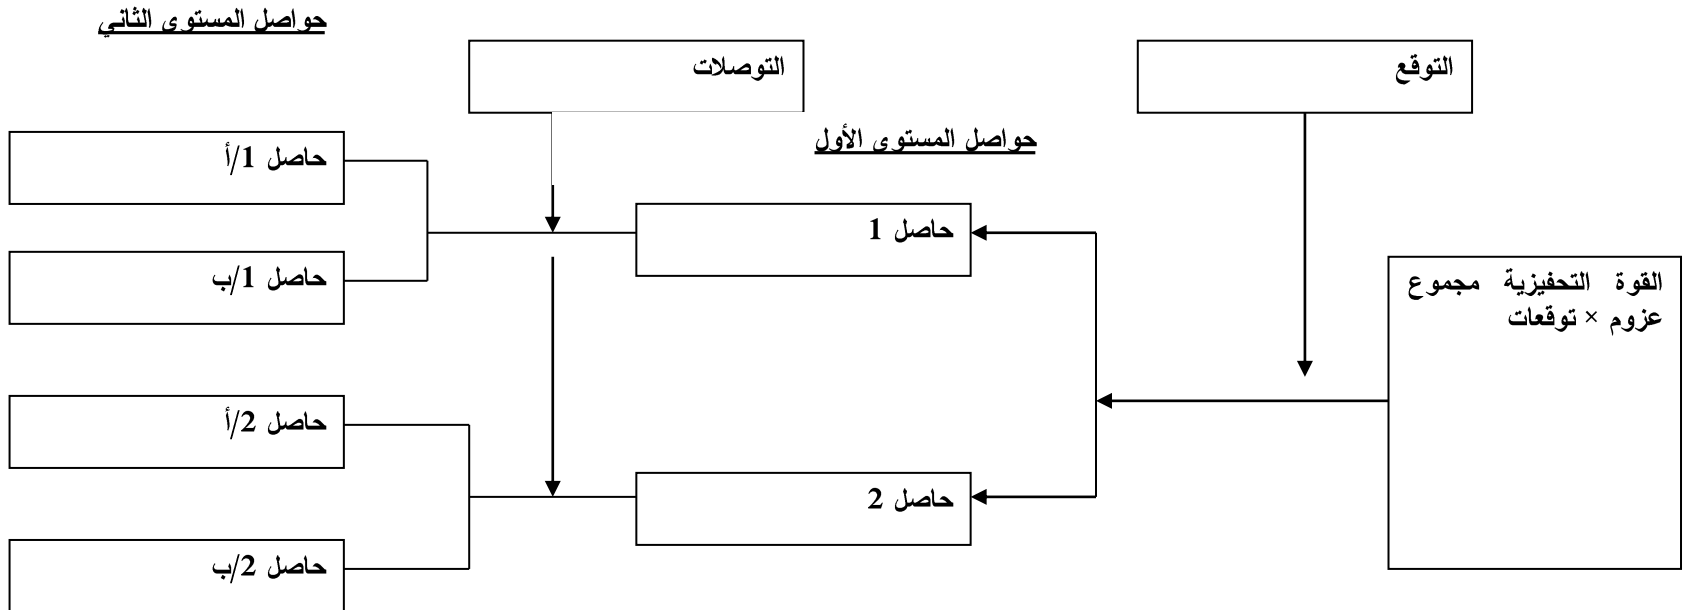 حواصل المستوى الثاني
التوقع
التوصلات
حواصل المستوى الأول
حاصل 1/أ
حاصل 1
حاصل 1/ب
القوة التحفيزية مجموع
عزوم × توقعات
حاصل 2/أ
حاصل 2
حاصل 2/ب